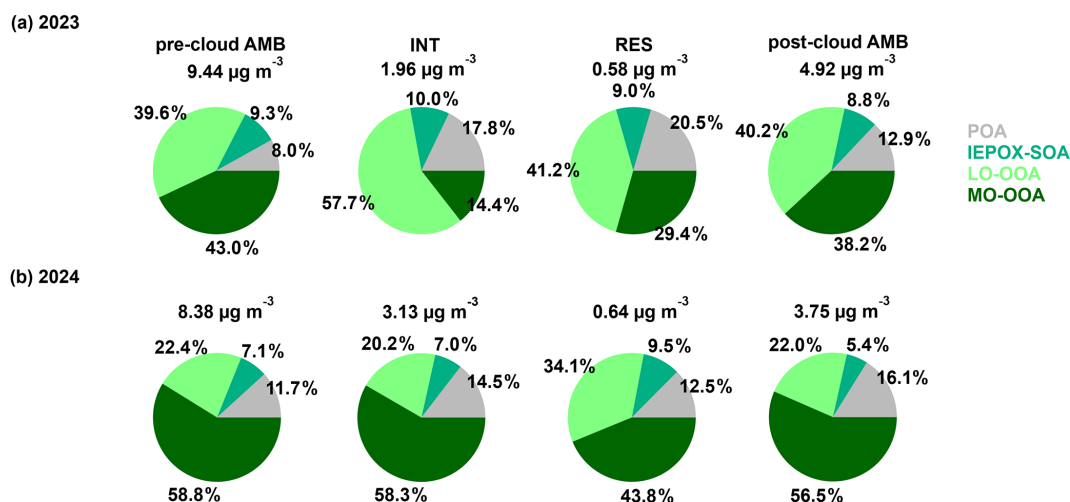 (a) 2023
pre-cloud AMB
9.44 µg m⁻³
39.6%
9.3%
8.0%
43.0%
INT
1.96 µg m⁻³
10.0%
17.8%
57.7%
14.4%
RES
0.58 µg m⁻³
9.0%
20.5%
41.2%
29.4%
post-cloud AMB
4.92 µg m⁻³
8.8%
40.2%
12.9%
38.2%
POA
IEPOX-SOA
LO-OOA
MO-OOA
(b) 2024
8.38 µg m⁻³
22.4%
7.1%
11.7%
58.8%
3.13 µg m⁻³
20.2%
7.0%
14.5%
58.3%
0.64 µg m⁻³
34.1%
9.5%
12.5%
43.8%
3.75 µg m⁻³
22.0%
5.4%
16.1%
56.5%